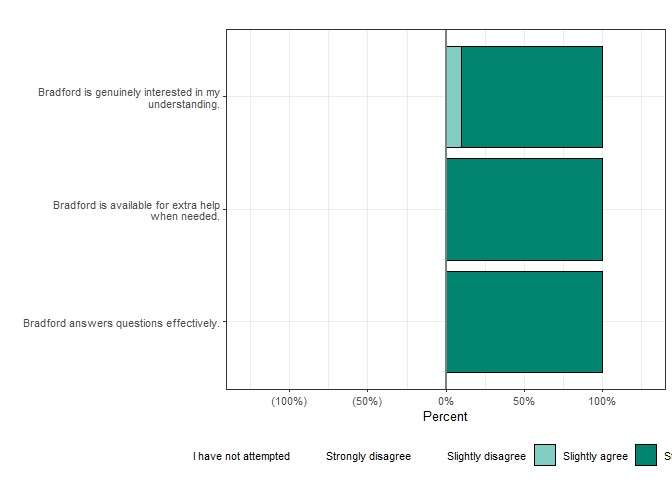 Bradford is genuinely interested in my
understanding.
Bradford is available for extra help
when needed.
Bradford answers questions effectively.
(100%) (50%) 0% 50% 100%
Percent
I have not attempted Strongly disagree Slightly disagree Slightly agree